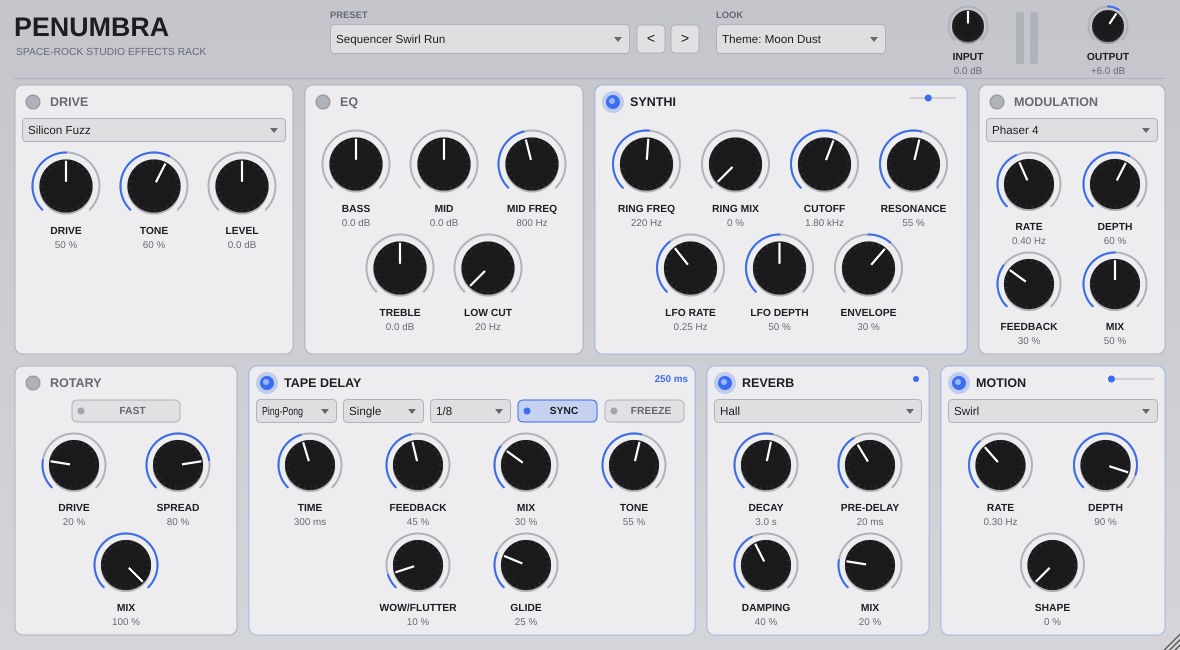 PENUMBRA
SPACE-ROCK STUDIO EFFECTS RACK
PRESET
Sequencer Swirl Run
<
>
LOOK
Theme: Moon Dust
INPUT
0.0 dB
OUTPUT
+6.0 dB
DRIVE
Silicon Fuzz
DRIVE
50 %
TONE
60 %
LEVEL
0.0 dB
EQ
BASS
0.0 dB
MID
0.0 dB
MID FREQ
800 Hz
TREBLE
0.0 dB
LOW CUT
20 Hz
SYNTHI
RING FREQ
220 Hz
RING MIX
0 %
CUTOFF
1.80 kHz
RESONANCE
55 %
LFO RATE
0.25 Hz
LFO DEPTH
50 %
ENVELOPE
30 %
MODULATION
Phaser 4
RATE
0.40 Hz
DEPTH
60 %
FEEDBACK
30 %
MIX
50 %
ROTARY
FAST
DRIVE
20 %
SPREAD
80 %
MIX
100 %
TAPE DELAY
250 ms
Ping-Pong
Single
1/8
SYNC
FREEZE
TIME
300 ms
FEEDBACK
45 %
MIX
30 %
TONE
55 %
WOW/FLUTTER
10 %
GLIDE
25 %
REVERB
Hall
DECAY
3.0 s
PRE-DELAY
20 ms
DAMPING
40 %
MIX
20 %
MOTION
Swirl
RATE
0.30 Hz
DEPTH
90 %
SHAPE
0 %